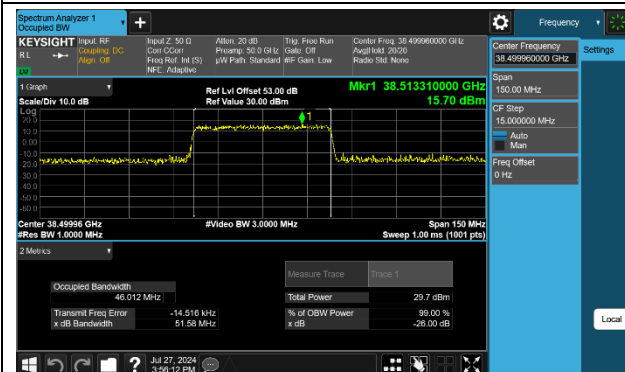 Spectrum Analyzer 1
Occupied BW
Frequency
KEYSIGHT
RL
Input: RF
Coupling: DC
Align: Off
Input Z: 50 Ω
Corr CCorr
Freq Ref: Int (S)
NFE: Adaptive
Atten: 20 dB
Preamp: 50.0 GHz
µW Path: Standard
Trig: Free Run
Gate: Off
#IF Gain: Low
Center Freq: 38.499960000 GHz
Avg|Hold: 20/20
Radio Std: None
Center Frequency
38.499960000 GHz
Settings
Span
150.00 MHz
CF Step
15.000000 MHz
Auto
Man
Freq Offset
0 Hz
Local
1 Graph
Scale/Div 10.0 dB
Ref Lvl Offset 53.00 dB
Ref Value 30.00 dBm
Mkr1 38.513310000 GHz
15.70 dBm
Log
20.0
10.0
0.00
-10.0
-20.0
-30.0
-40.0
-50.0
-60.0
1
Center 38.49996 GHz
#Res BW 1.0000 MHz
#Video BW 3.0000 MHz
Span 150 MHz
Sweep 1.00 ms (1001 pts)
2 Metrics
Measure Trace
Trace 1
Occupied Bandwidth
46.012 MHz
Total Power
29.7 dBm
Transmit Freq Error
-14.516 kHz
% of OBW Power
99.00 %
x dB Bandwidth
51.58 MHz
x dB
-26.00 dB
?
Jul 27, 2024
3:56:12 PM